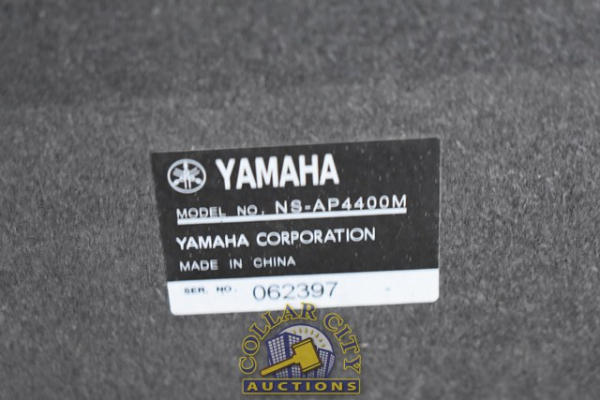 YAMAHA
MODEL NO. NS-AP4400M
YAMAHA CORPORATION
MADE IN CHINA
SER. NO. 062397
COLLAR CITY
AUCTIONS